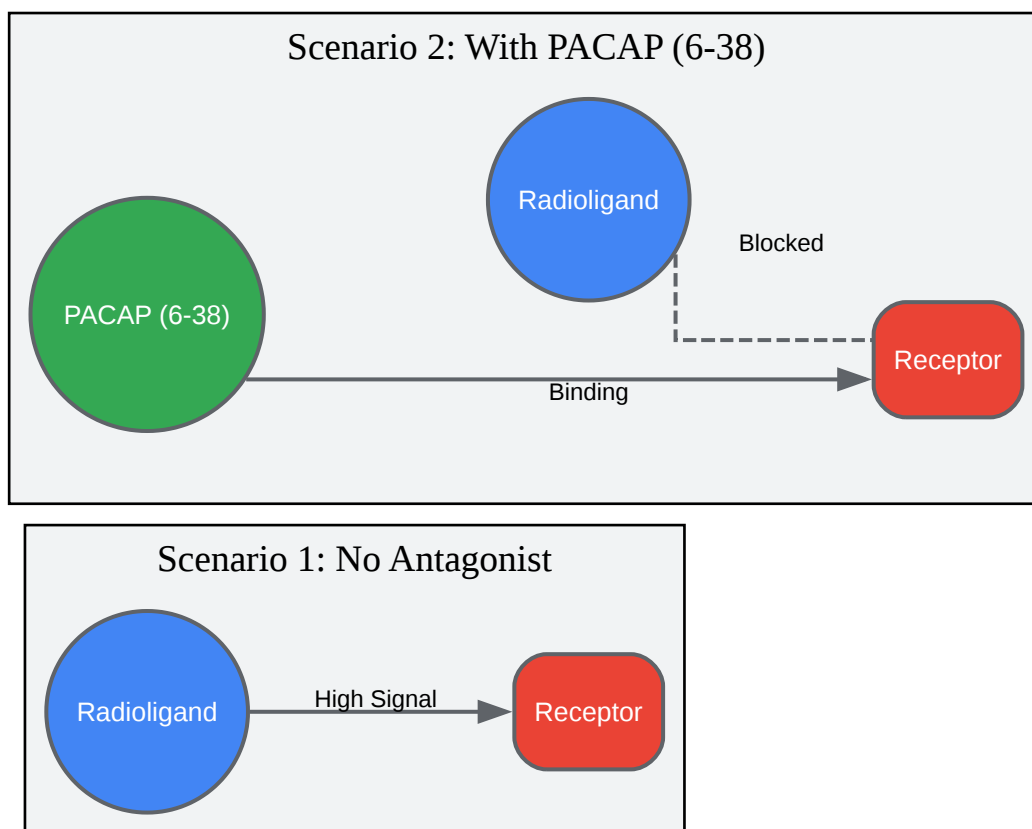 Scenario 2: With PACAP (6-38)
Radioligand
Blocked
PACAP (6-38)
Receptor
Binding
Scenario 1: No Antagonist
Radioligand
High Signal
Receptor